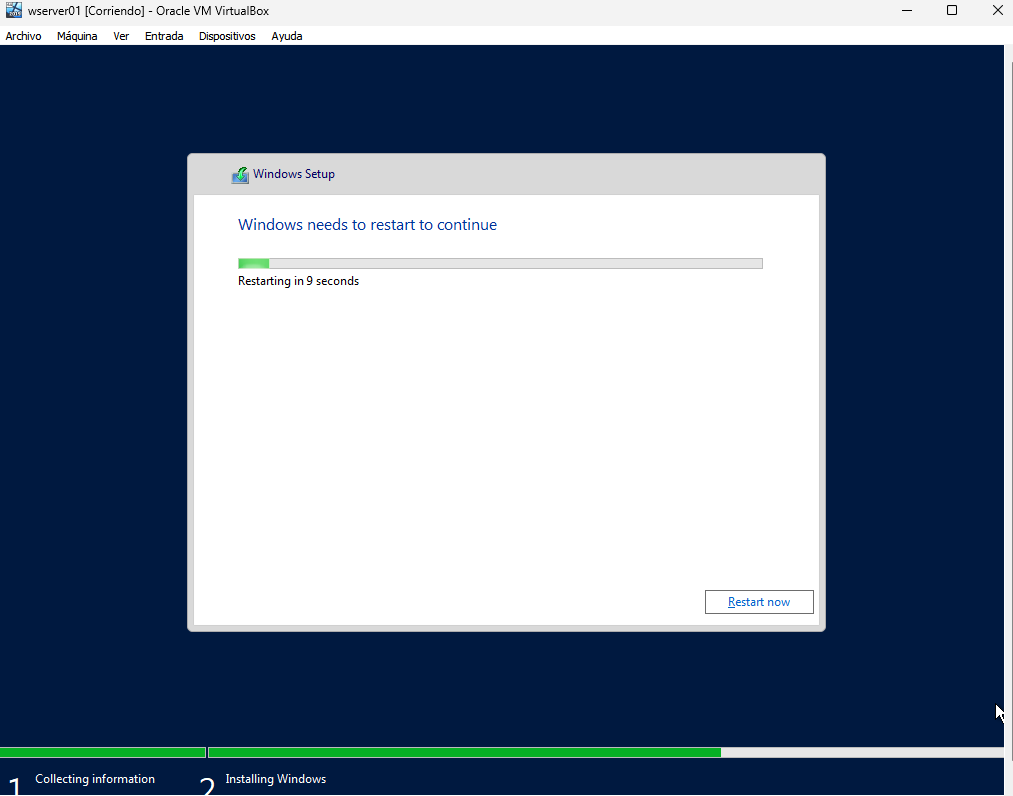 wserver01 [Corriendo] - Oracle VM VirtualBox
Archivo Máquina Ver Entrada Dispositivos Ayuda
Windows Setup
Windows needs to restart to continue
Restarting in 9 seconds
Restart now
1 Collecting information 2 Installing Windows